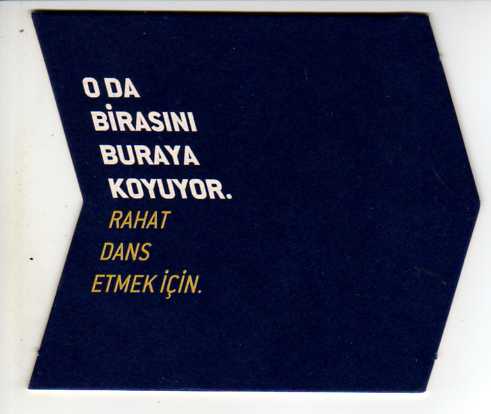 O DA
BİRASINI
BURAYA
KOYUYOR.
RAHAT
DANS
ETMEK İÇİN.